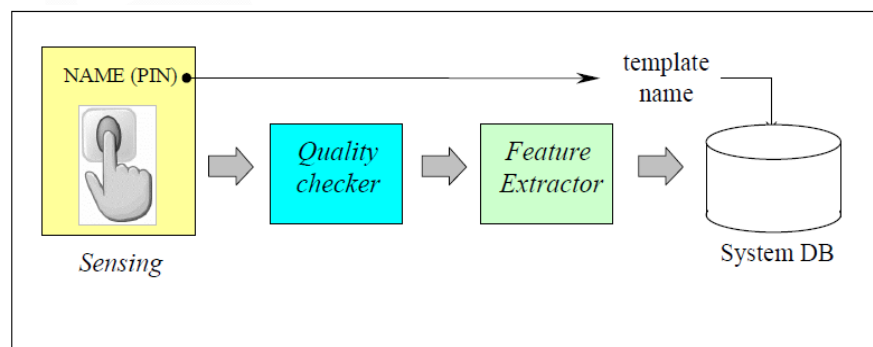 NAME (PIN)
template
name
Quality
checker
Feature
Extractor
Sensing
System DB